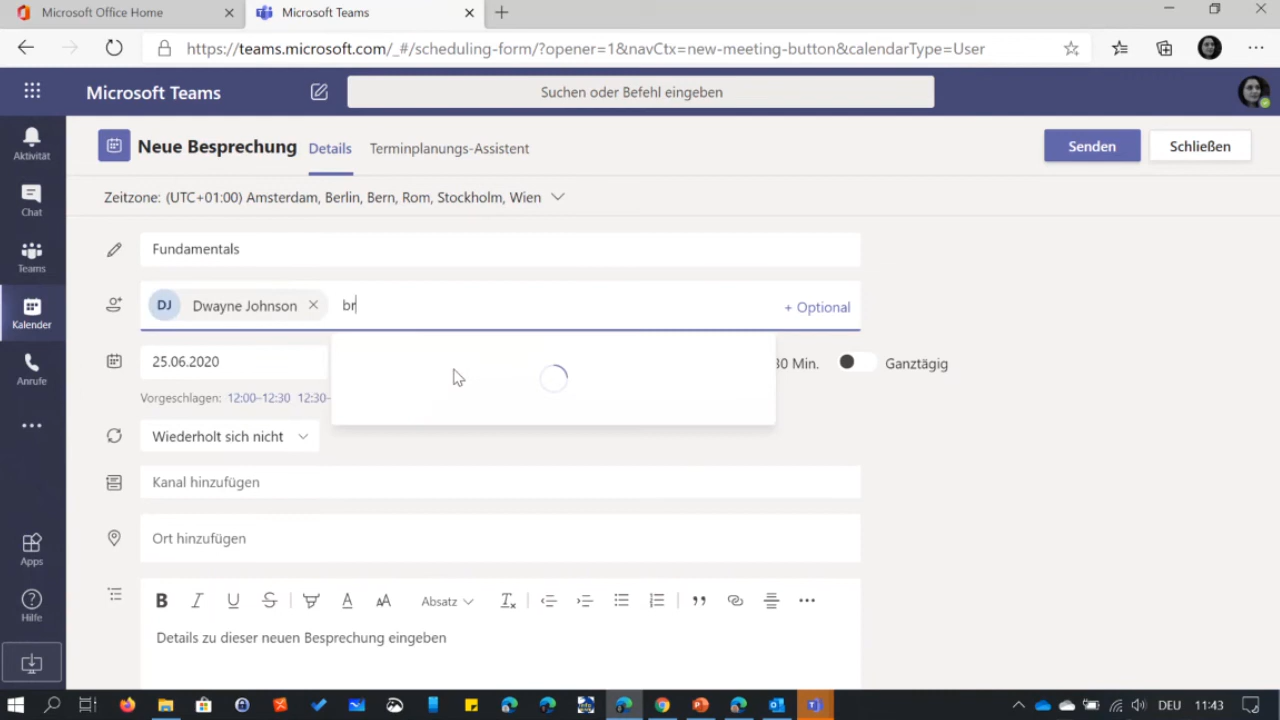 Microsoft Office Home
Microsoft Teams
https://teams.microsoft.com/_#/scheduling-form/?opener=1&navCtx=new-meeting-button&calendarType=User
Microsoft Teams
Suchen oder Befehl eingeben
Aktivität
Chat
Teams
Kalender
Anrufe
Apps
Hilfe
Neue Besprechung
Details
Terminplanungs-Assistent
Senden
Schließen
Zeitzone: (UTC+01:00) Amsterdam, Berlin, Bern, Rom, Stockholm, Wien
Fundamentals
DJ Dwayne Johnson br
+ Optional
25.06.2020
30 Min.
Ganztägig
Vorgeschlagen: 12:00–12:30 12:30–
Wiederholt sich nicht
Kanal hinzufügen
Ort hinzufügen
B I U S A AA Absatz Tx
Details zu dieser neuen Besprechung eingeben
DEU 11:43